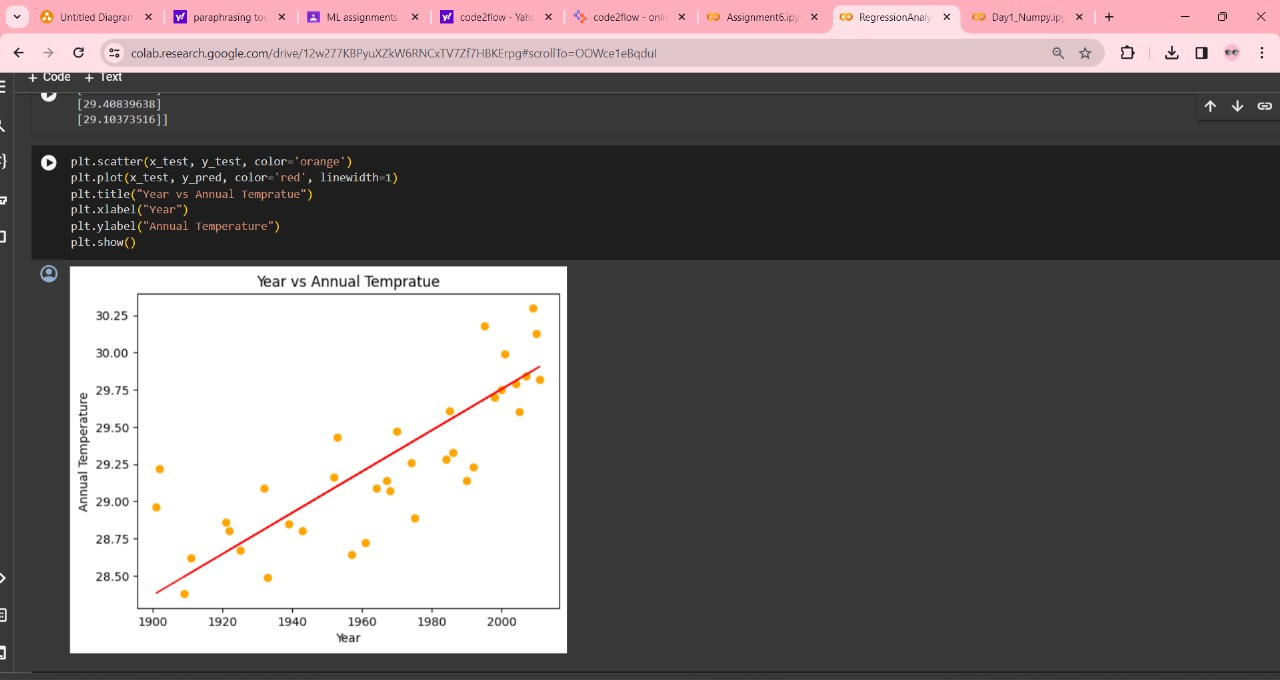 Untitled Diagran
paraphrasing too
ML assignments
code2flow - Yaho
code2flow - onli
Assignment6.ipy
RegressionAnaly
Day1_Numpy.ipy
colab.research.google.com/drive/12w277KBPyuXZkW6RNCxTV7Zf7HBKErpg#scrollTo=OOWce1eBqduI
+ Code + Text
[29.40839638]
[29.10373516]]
plt.scatter(x_test, y_test, color='orange')
plt.plot(x_test, y_pred, color='red', linewidth=1)
plt.title("Year vs Annual Tempratue")
plt.xlabel("Year")
plt.ylabel("Annual Temperature")
plt.show()
Year vs Annual Tempratue
Annual Temperature
30.25
30.00
29.75
29.50
29.25
29.00
28.75
28.50
1900 1920 1940 1960 1980 2000
Year